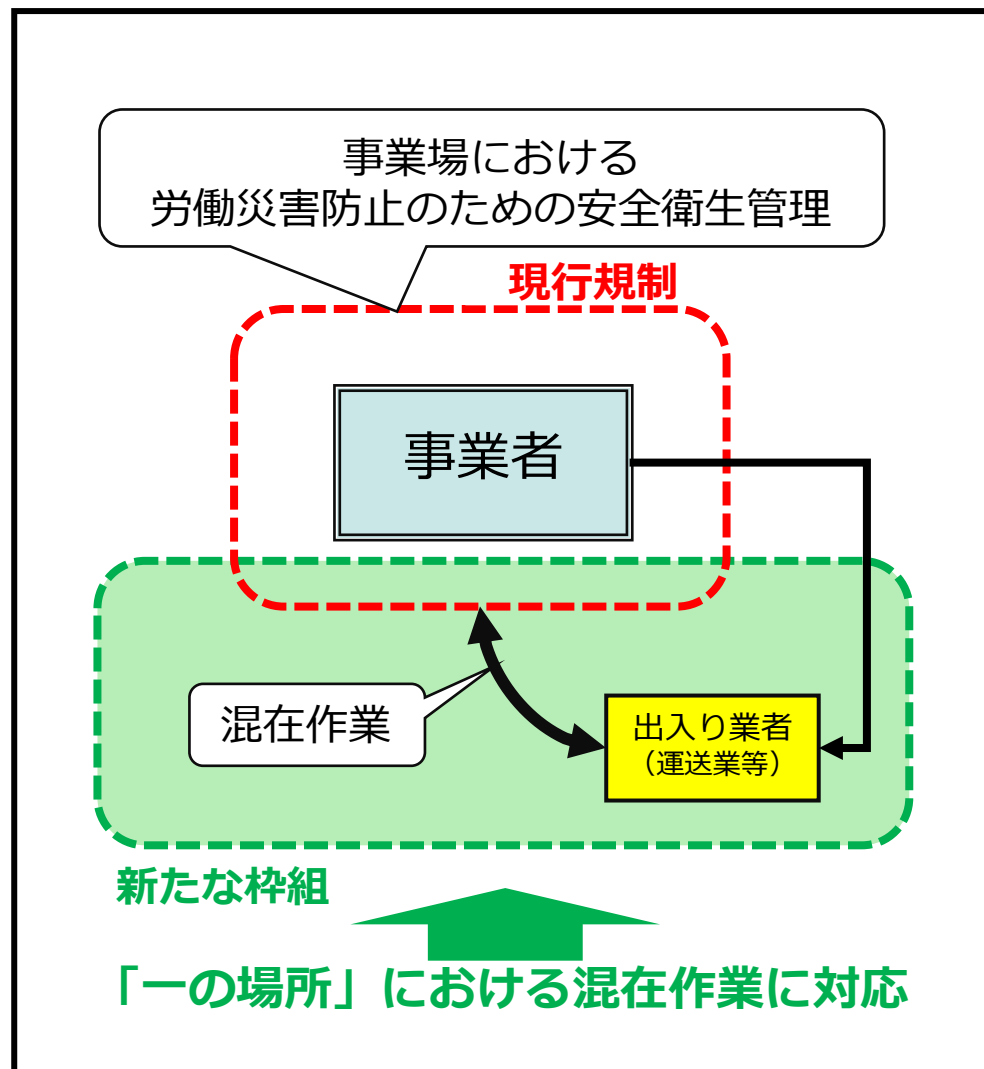 事業場における
労働災害防止のための安全衛生管理
現行規制
事業者
混在作業
出入り業者
（運送業等）
新たな枠組
「一の場所」における混在作業に対応